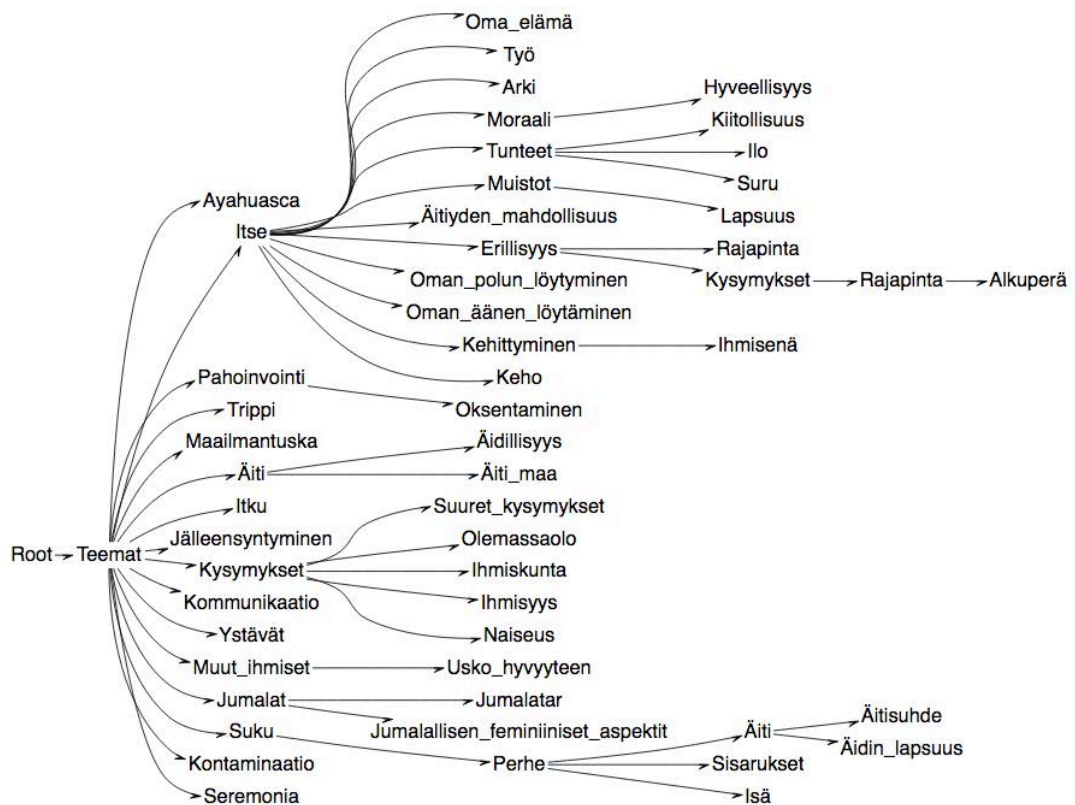 Oma_elämä
Työ
Arki
Hyveellisyys
Moraali
Kiitollisuus
Tunteet
Ilo
Suru
Muistot
Ayahuasca
Äitiyden_mahdollisuus
Lapsuus
Itse
Erillisyys
Rajapinta
Oman_polun_löytyminen
Kysymykset
Rajapinta
Alkuperä
Oman_äänen_löytäminen
Kehittyminen
Ihmisenä
Pahoinvointi
Keho
Trippi
Oksentaminen
Maailmantuska
Äidillisyys
Äiti
Äiti_maa
Itku
Suuret_kysymykset
Jälleensyntyminen
Olemassaolo
Root
Teemat
Kysymykset
Ihmiskunta
Kommunikaatio
Ihmisyys
Ystävät
Naiseus
Muut_ihmiset
Usko_hyvyyteen
Jumalat
Jumalatar
Äitisuhde
Suku
Jumalallisen_feminiiniset_aspektit
Äiti
Äidin_lapsuus
Kontaminaatio
Perhe
Sisarukset
Seremonia
Isä